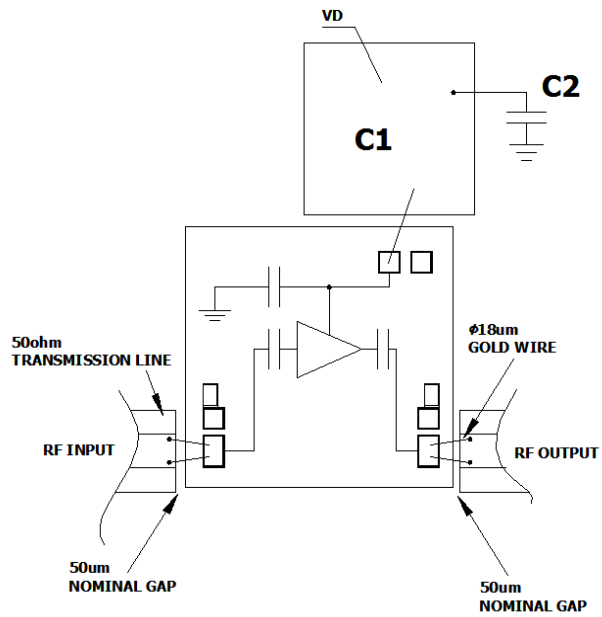 VD
C2
C1
50ohm
TRANSMISSION LINE
ϕ18um
GOLD WIRE
RF INPUT
RF OUTPUT
50um
NOMINAL GAP
50um
NOMINAL GAP